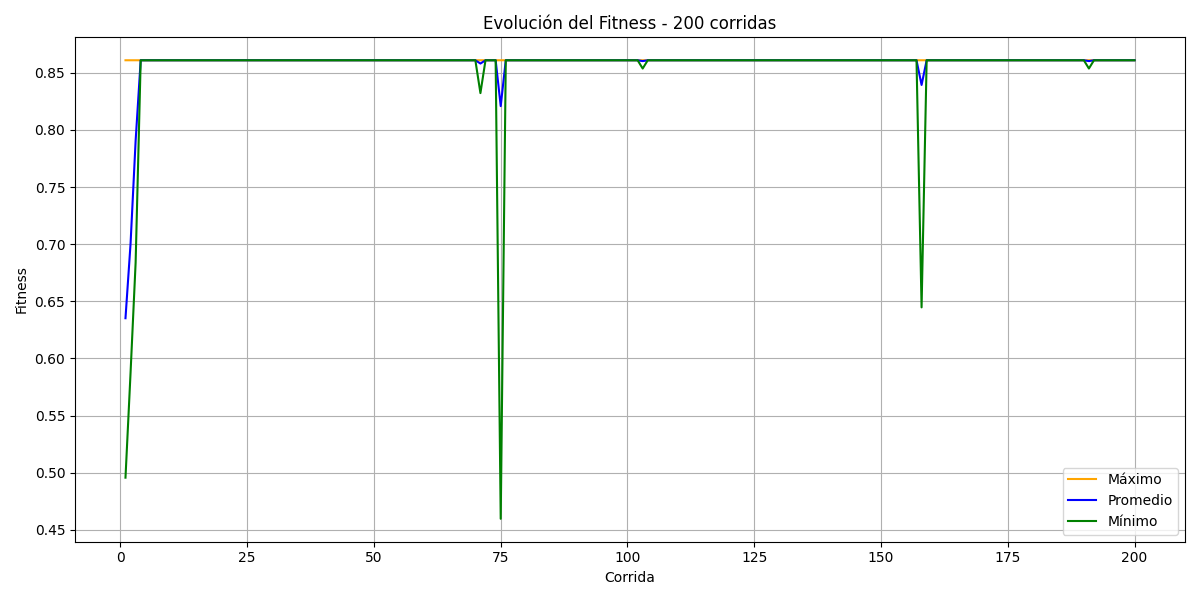 Evolución del Fitness - 200 corridas
Fitness
0.85
0.80
0.75
0.70
0.65
0.60
0.55
0.50
0.45
0 25 50 75 100 125 150 175 200
Corrida
Máximo
Promedio
Mínimo